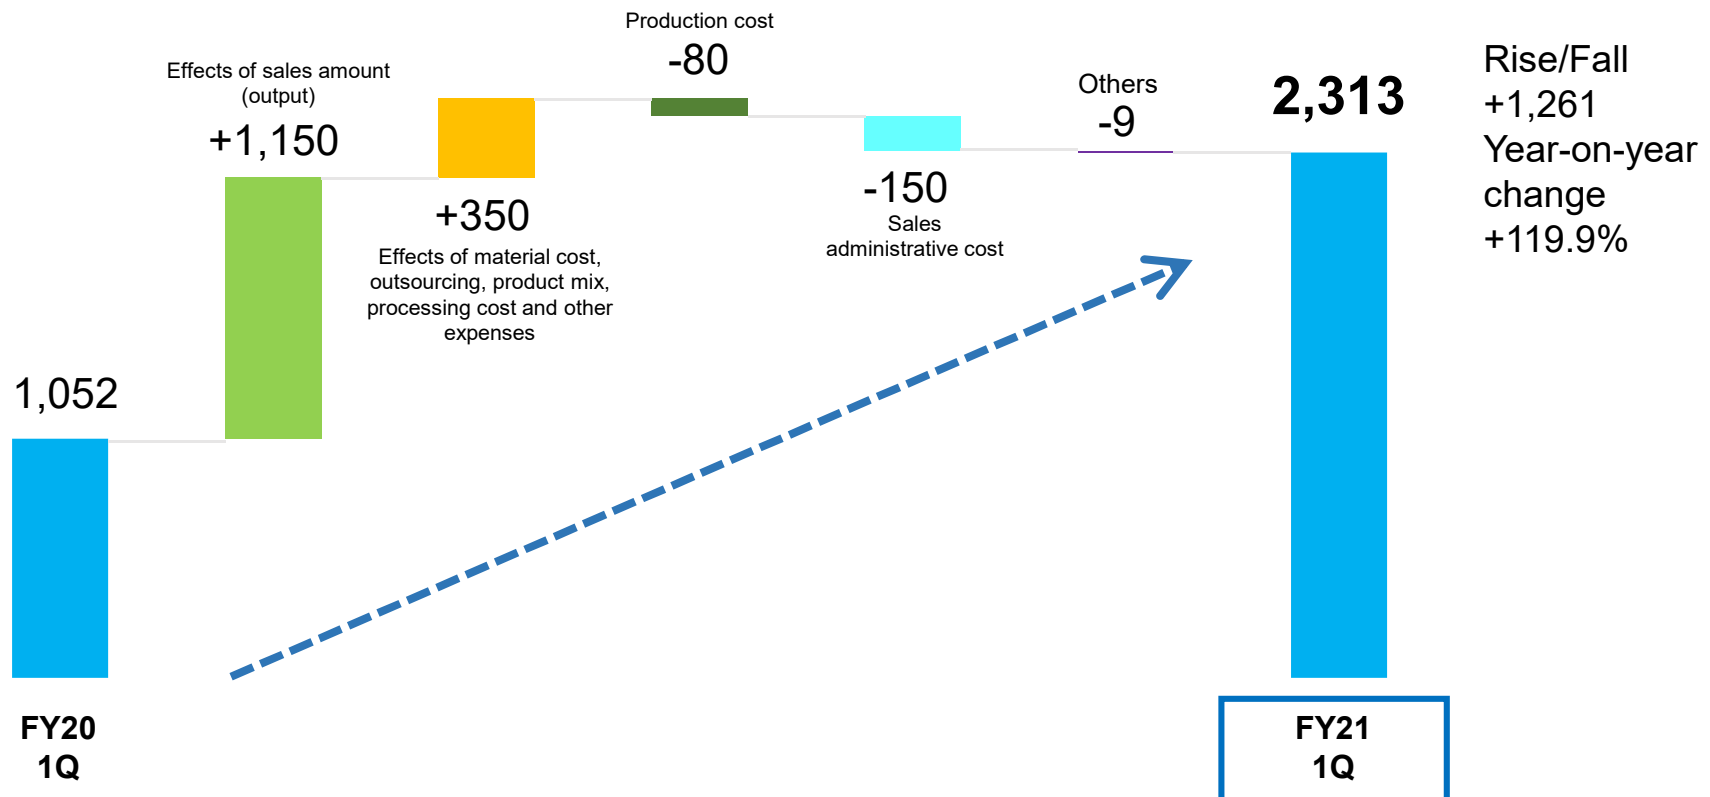 Production cost
-80
Effects of sales amount
(output)
+1,150
Others
-9
2,313
Rise/Fall
+1,261
Year-on-year
change
+119.9%
+350
Effects of material cost,
outsourcing, product mix,
processing cost and other
expenses
-150
Sales
administrative cost
1,052
FY20
1Q
FY21
1Q